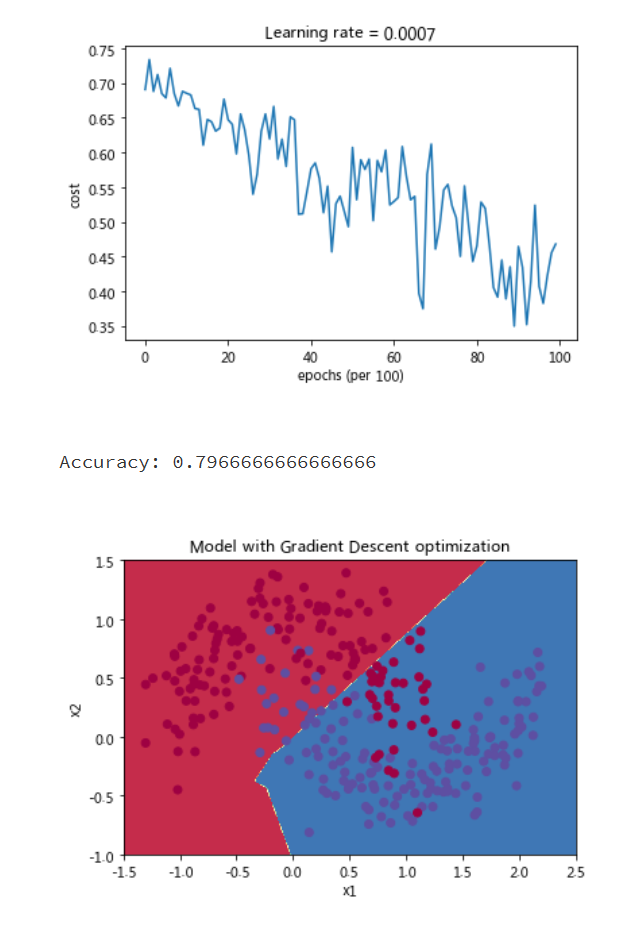 Learning rate = 0.0007
0.75
0.70
0.65
0.60
0.55
0.50
0.45
0.40
0.35
cost
0 20 40 60 80 100
epochs (per 100)
Accuracy: 0.7966666666666666
Model with Gradient Descent optimization
1.5
1.0
0.5
0.0
-0.5
-1.0
x2
-1.5 -1.0 -0.5 0.0 0.5 1.0 1.5 2.0 2.5
x1